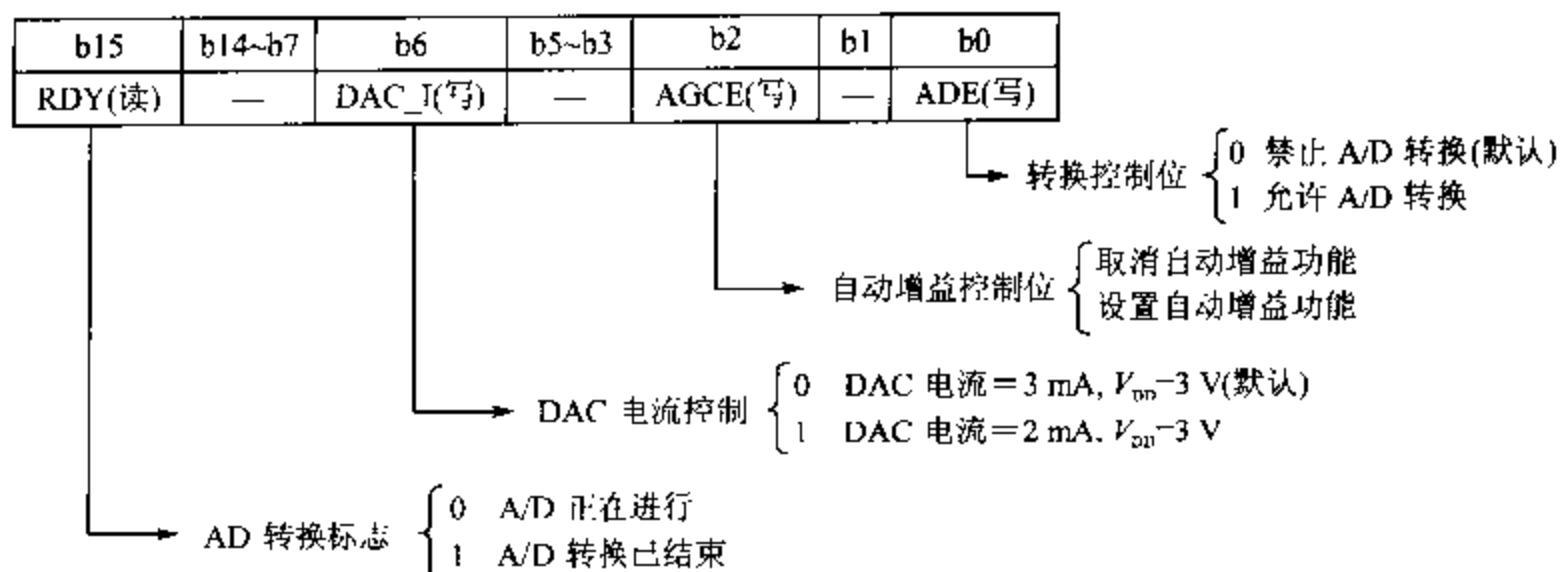 b15 b14~b7 b6 b5~b3 b2 b1 b0
RDY(读) — DAC_I(写) — AGCE(写) — ADE(写)
转换控制位
0 禁止 A/D 转换(默认)
1 允许 A/D 转换
自动增益控制位
取消自动增益功能
设置自动增益功能
DAC 电流控制
0 DAC 电流=3 mA, V_DD=3 V(默认)
1 DAC 电流=2 mA, V_DD=3 V
AD 转换标志
0 A/D 正在进行
1 A/D 转换已结束